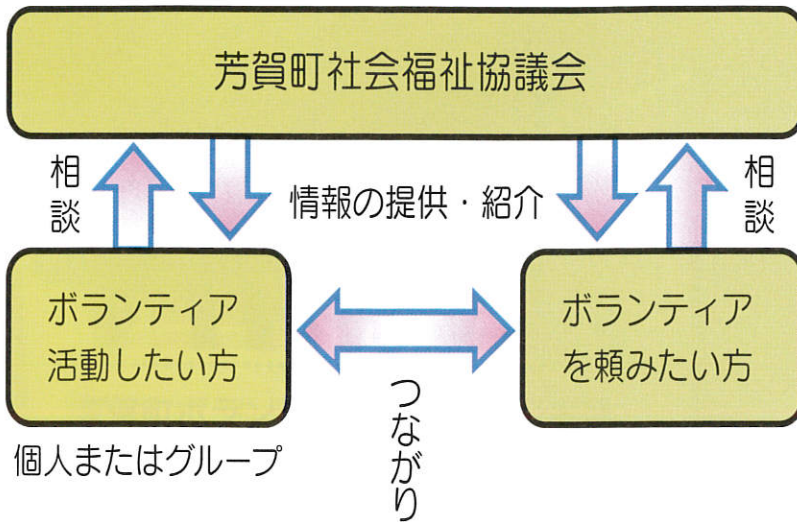 芳賀町社会福祉協議会
相談
情報の提供・紹介
相談
ボランティア
活動したい方
ボランティア
を頼みたい方
つながり
個人またはグループ